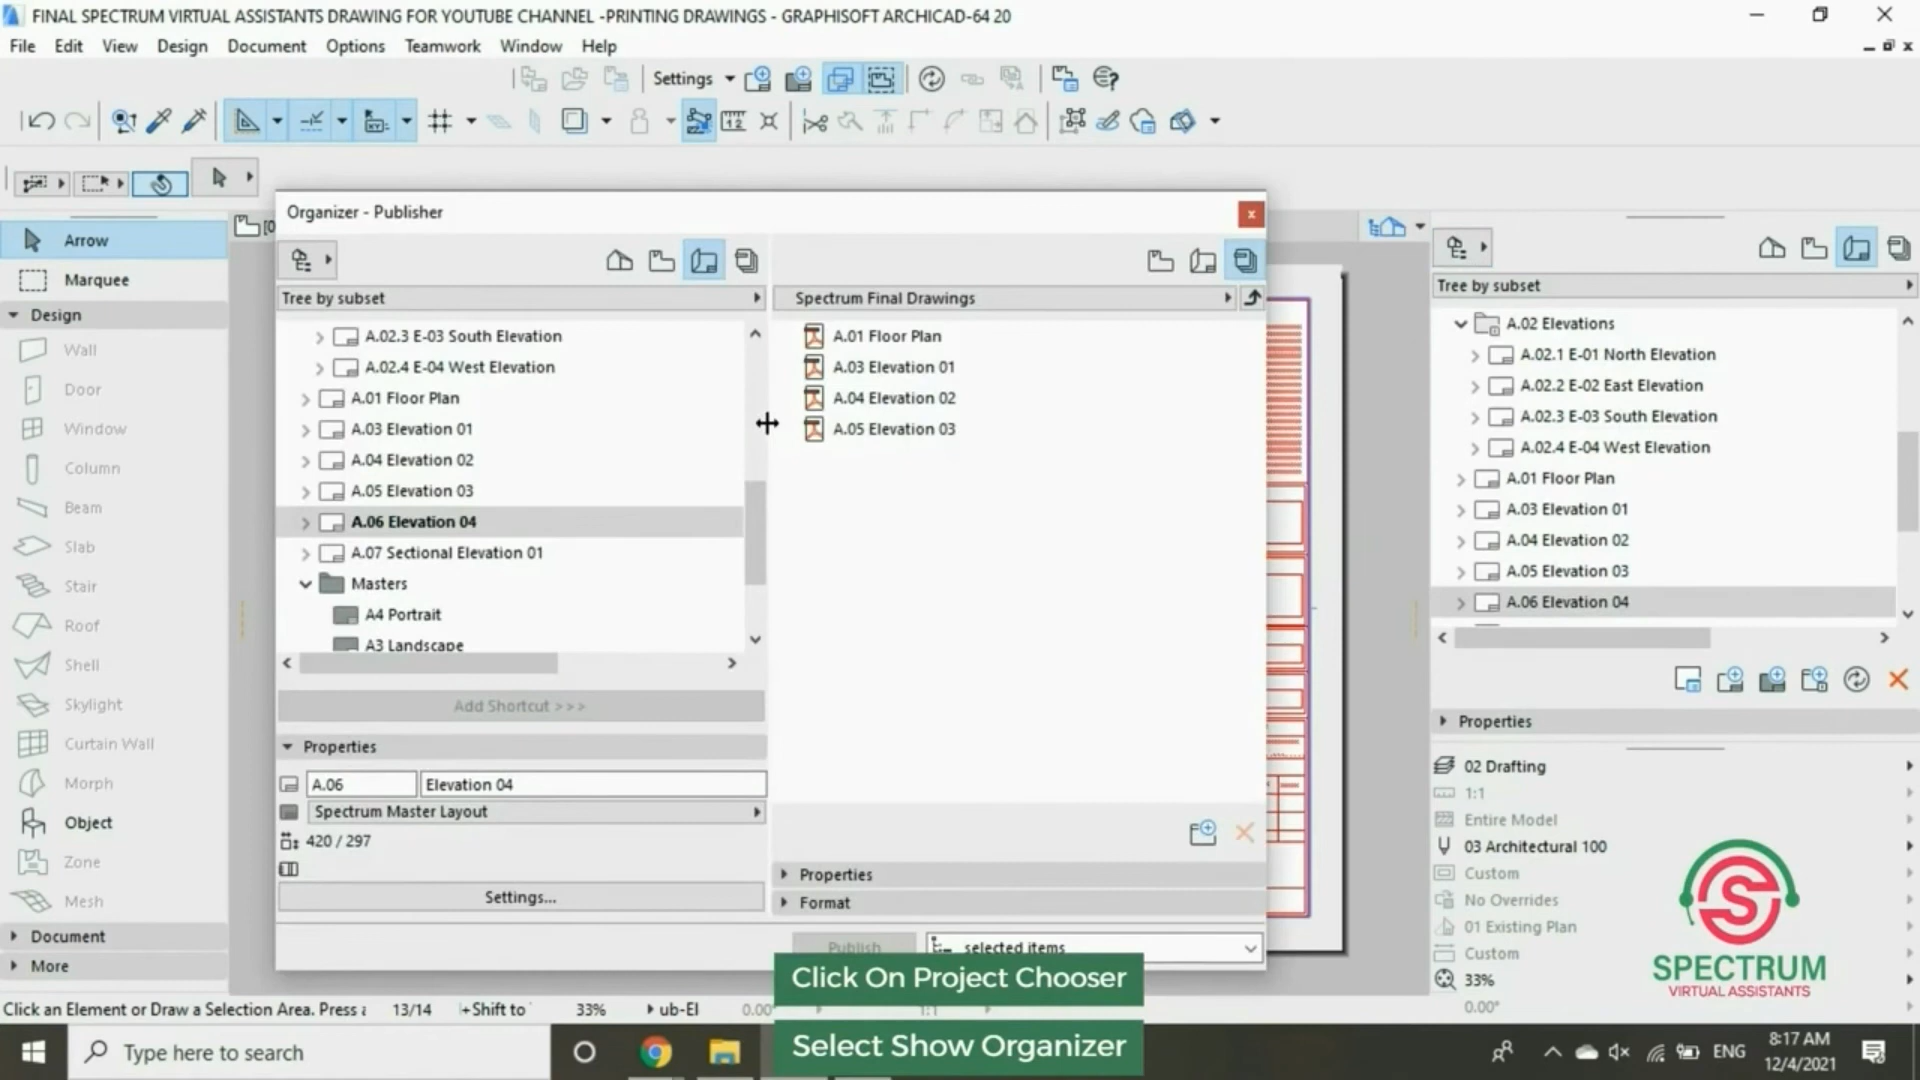 FINAL SPECTRUM VIRTUAL ASSISTANTS DRAWING FOR YOUTUBE CHANNEL -PRINTING DRAWINGS - GRAPHISOFT ARCHICAD-64 20
File Edit View Design Document Options Teamwork Window Help
Settings
Arrow
Marquee
Design
Wall
Door
Window
Column
Beam
Slab
Stair
Roof
Shell
Skylight
Curtain Wall
Morph
Object
Zone
Mesh
Document
More
Organizer - Publisher
Tree by subset
A.02.3 E-03 South Elevation
A.02.4 E-04 West Elevation
A.01 Floor Plan
A.03 Elevation 01
A.04 Elevation 02
A.05 Elevation 03
A.06 Elevation 04
A.07 Sectional Elevation 01
Masters
A4 Portrait
A3 Landscape
Add Shortcut >>>
Properties
A.06 Elevation 04
Spectrum Master Layout
420 / 297
Settings...
Spectrum Final Drawings
A.01 Floor Plan
A.03 Elevation 01
A.04 Elevation 02
A.05 Elevation 03
Properties
Format
Publish selected items
Tree by subset
A.02 Elevations
A.02.1 E-01 North Elevation
A.02.2 E-02 East Elevation
A.02.3 E-03 South Elevation
A.02.4 E-04 West Elevation
A.01 Floor Plan
A.03 Elevation 01
A.04 Elevation 02
A.05 Elevation 03
A.06 Elevation 04
Properties
02 Drafting
1:1
Entire Model
03 Architectural 100
Custom
No Overrides
01 Existing Plan
Custom
33%
0.00°
SPECTRUM
VIRTUAL ASSISTANTS
Click On Project Chooser
Select Show Organizer
Click an Element or Draw a Selection Area. Press 13/14 +Shift to 33% ub-El 0.00° 1:1
Type here to search
ENG
8:17 AM
12/4/2021